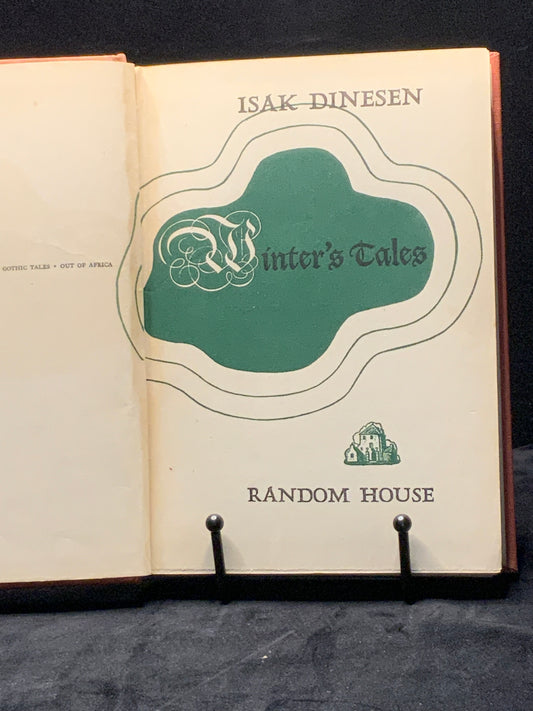 GOTHIC TALES • OUT OF AFRICA
ISAK DINESEN
Winter's Tales
RANDOM HOUSE